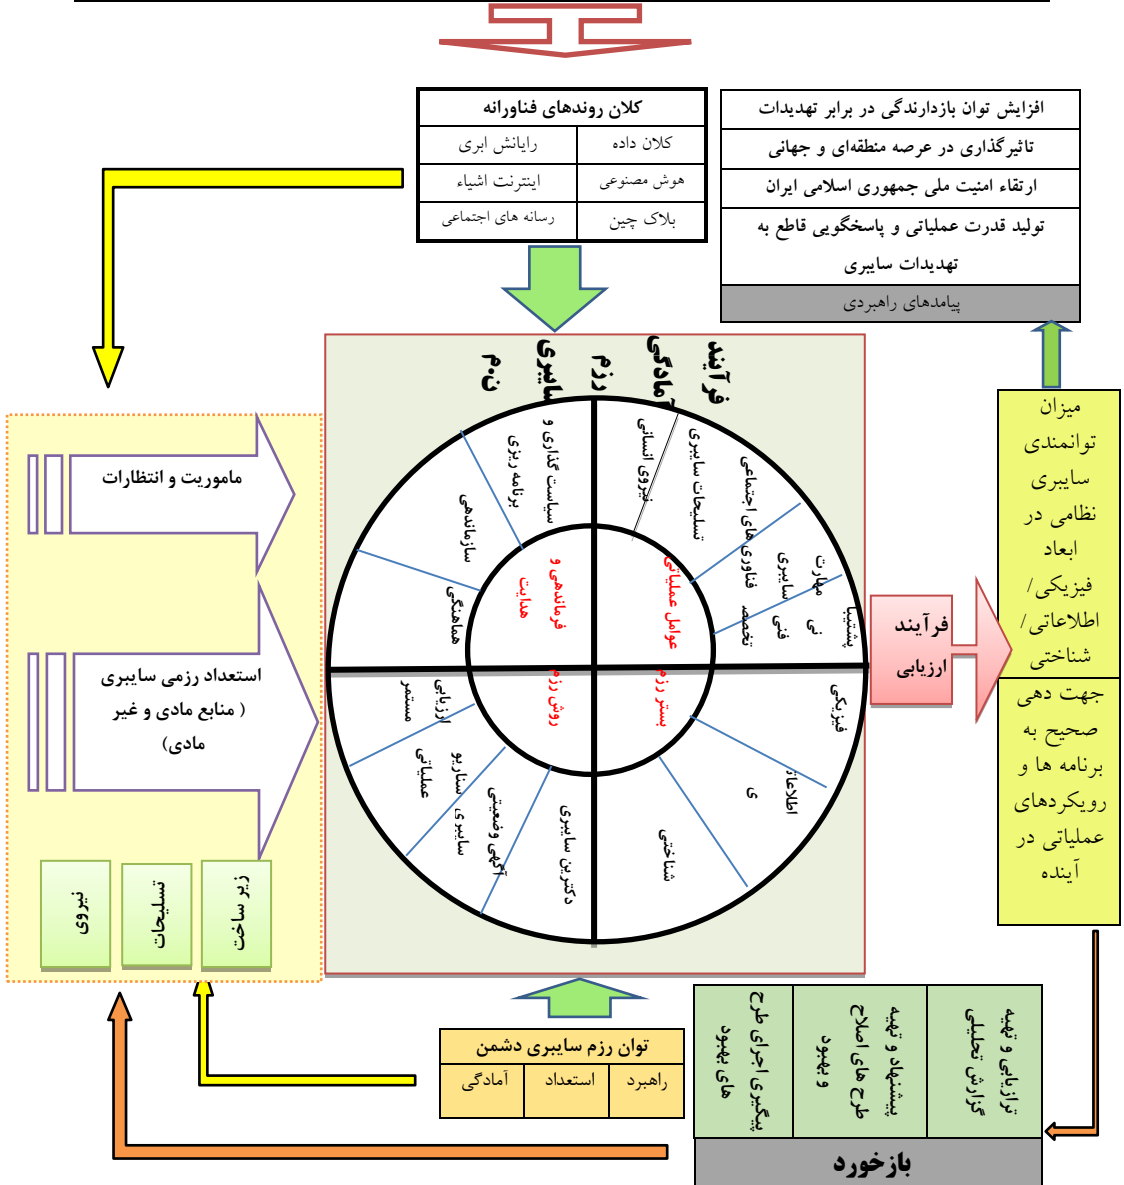 کلان روندهای فناورانه
کلان داده
رایانش ابری
هوش مصنوعی
اینترنت اشیاء
بلاک چین
رسانه های اجتماعی
افزایش توان بازدارندگی در برابر تهدیدات
تاثیرگذاری در عرصه منطقه‌ای و جهانی
ارتقاء امنیت ملی جمهوری اسلامی ایران
تولید قدرت عملیاتی و پاسخگویی قاطع به
تهدیدات سایبری
پیامدهای راهبردی
فرآیند
آمادگی
رزم
سایبری
ن.م
نیروی انسانی
تسلیحات سایبری
فناوری های اجتماعی
مهارت
سایبری
فنی
تخصص
پشتیبا
نی
عوامل عملیاتی
سیاست گذاری و
برنامه ریزی
سازماندهی
هماهنگی
فرماندهی و
هدایت
فیزیکی
اطلاعات
ی
شناختی
بستر رزم
روش رزم
ارزیابی
مستمر
سناریو
عملیاتی
سایبری
آگهی وضعیتی
دکترین سایبری
ماموریت و انتظارات
استعداد رزمی سایبری
( منابع مادی و غیر
مادی)
زیر ساخت
تسلیحات
نیروی
فرآیند
ارزیابی
میزان
توانمندی
سایبری
نظامی در
ابعاد
فیزیکی/
اطلاعاتی/
شناختی
جهت دهی
صحیح به
برنامه ها و
رویکردهای
عملیاتی در
آینده
توان رزم سایبری دشمن
راهبرد
استعداد
آمادگی
ترازیابی و تهیه
گزارش تحلیلی
پیشنهاد و تهیه
طرح های اصلاح
و بهبود
پیگیری اجرای طرح
های بهبود
بازخورد